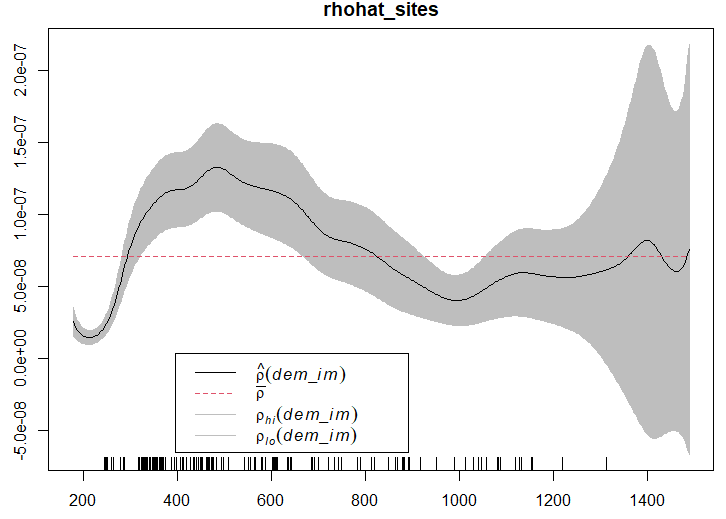 rhohat_sites
2.0e-07
1.5e-07
1.0e-07
5.0e-08
0.0e+00
-5.0e-08
ρ̂(dem_im)
ρ̅
ρhi(dem_im)
ρlo(dem_im)
200 400 600 800 1000 1200 1400